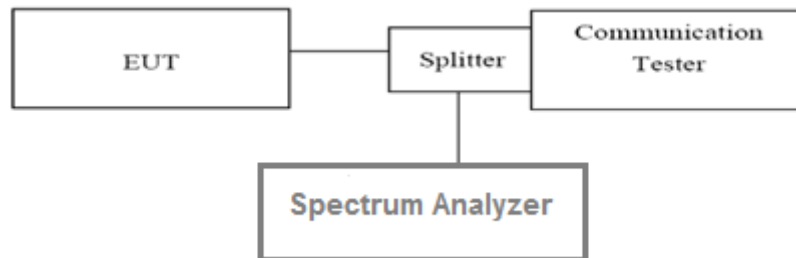 EUT
Splitter
Communication
Tester
Spectrum Analyzer